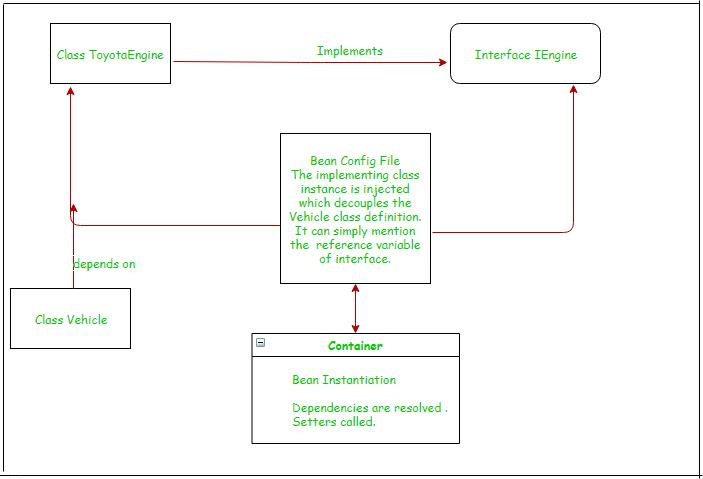 Class ToyotaEngine
Implements
Interface IEngine
Bean Config File
The implementing class
instance is injected
which decouples the
Vehicle class definition.
It can simply mention
the reference variable
of interface.
depends on
Class Vehicle
Container
Bean Instantiation
Dependencies are resolved .
Setters called.